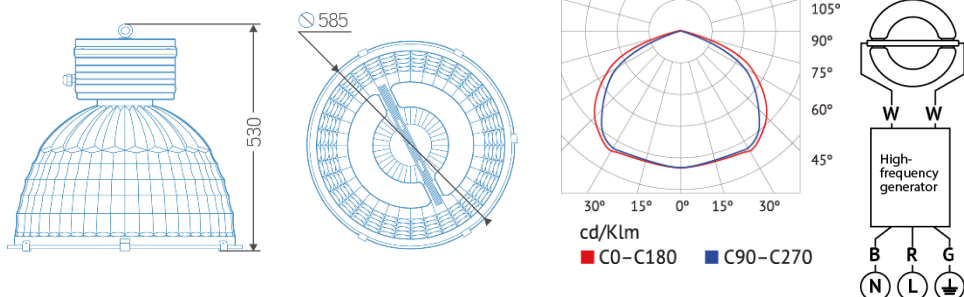 530
⌀ 585
105°
90°
75°
60°
45°
30° 15° 0° 15° 30°
cd/Klm
C0–C180 C90–C270
W W
High-
frequency
generator
B R G
N L